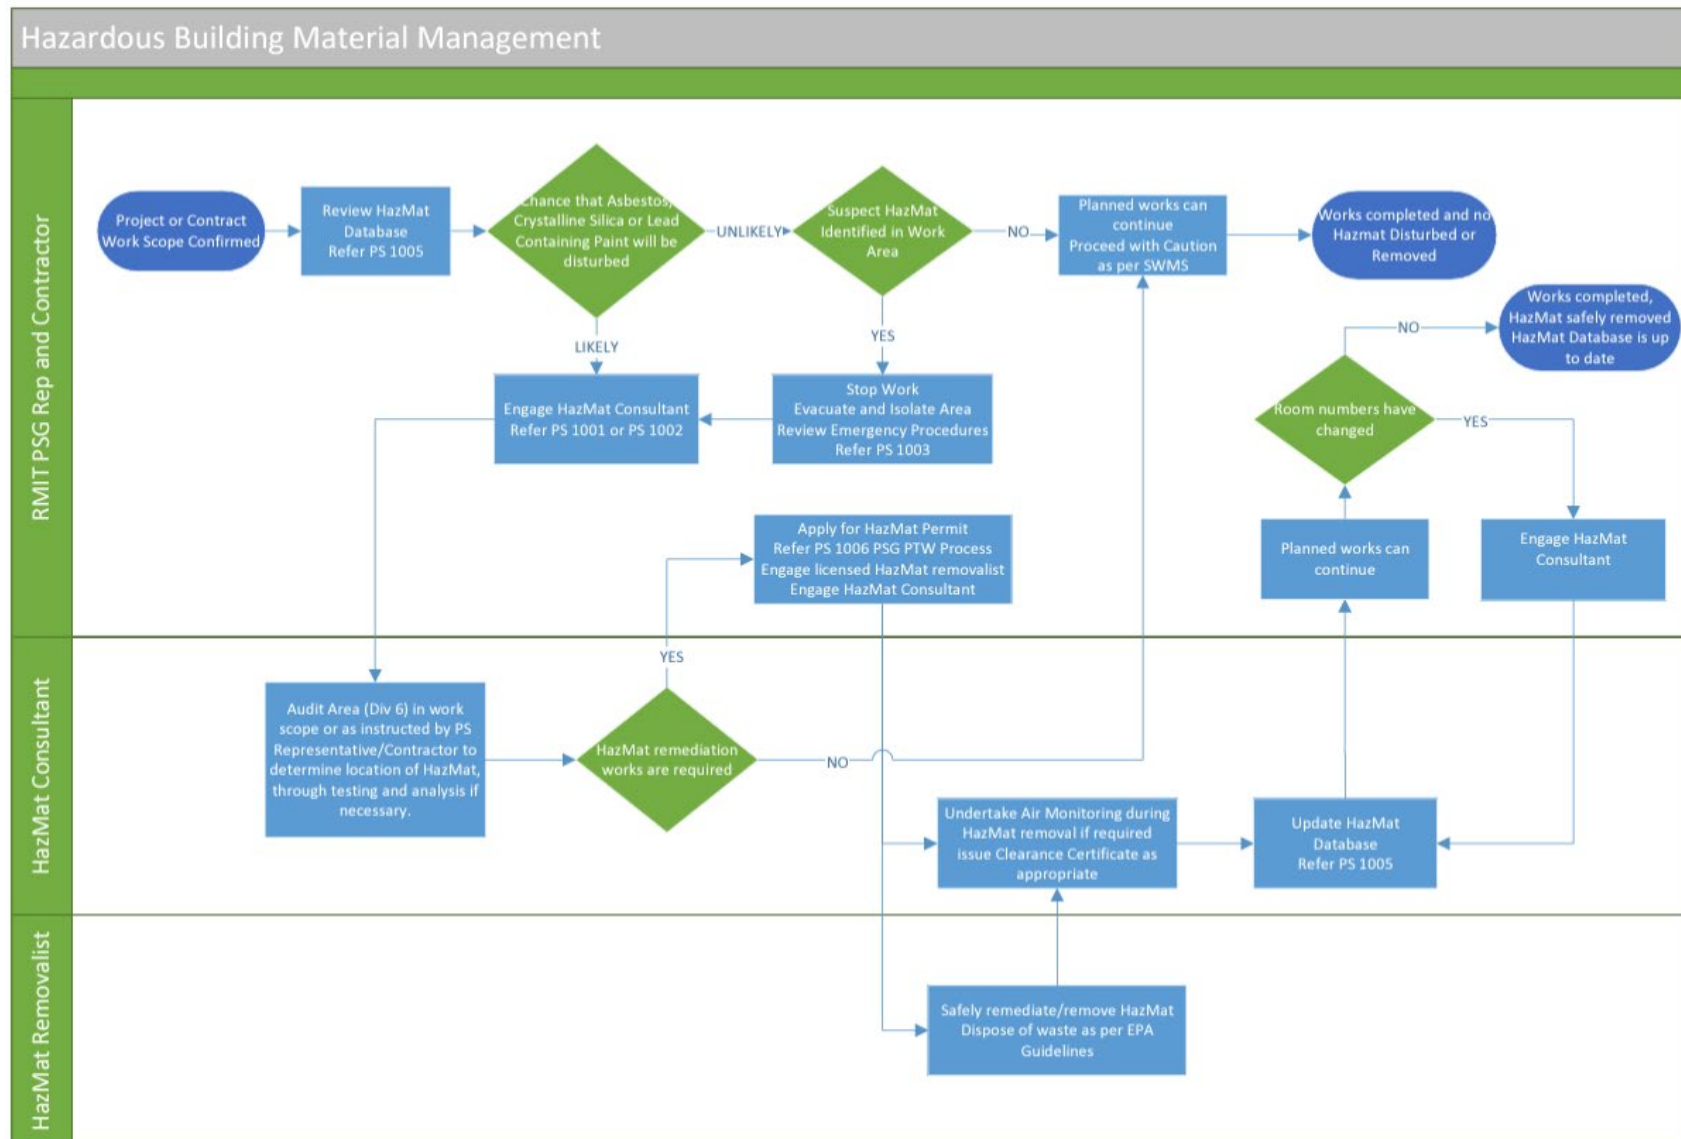 Hazardous Building Material Management
RMIT PSG Rep and Contractor
Project or Contract
Work Scope Confirmed
Review HazMat
Database
Refer PS 1005
Chance that Asbestos,
Crystalline Silica or Lead
Containing Paint will be
disturbed
UNLIKELY
LIKELY
Suspect HazMat
Identified in Work
Area
NO
YES
Planned works can
continue
Proceed with Caution
as per SWMS
Works completed and no
Hazmat Disturbed or
Removed
Engage HazMat Consultant
Refer PS 1001 or PS 1002
Stop Work
Evacuate and Isolate Area
Review Emergency Procedures
Refer PS 1003
Works completed,
HazMat safely removed
HazMat Database is up
to date
NO
Room numbers have
changed
YES
Apply for HazMat Permit
Refer PS 1006 PSG PTW Process
Engage licensed HazMat removalist
Engage HazMat Consultant
Planned works can
continue
Engage HazMat
Consultant
HazMat Consultant
YES
Audit Area (Div 6) in work
scope or as instructed by PS
Representative/Contractor to
determine location of HazMat,
through testing and analysis if
necessary.
HazMat remediation
works are required
NO
Undertake Air Monitoring during
HazMat removal if required
issue Clearance Certificate as
appropriate
Update HazMat
Database
Refer PS 1005
HazMat Removalist
Safely remediate/remove HazMat
Dispose of waste as per EPA
Guidelines